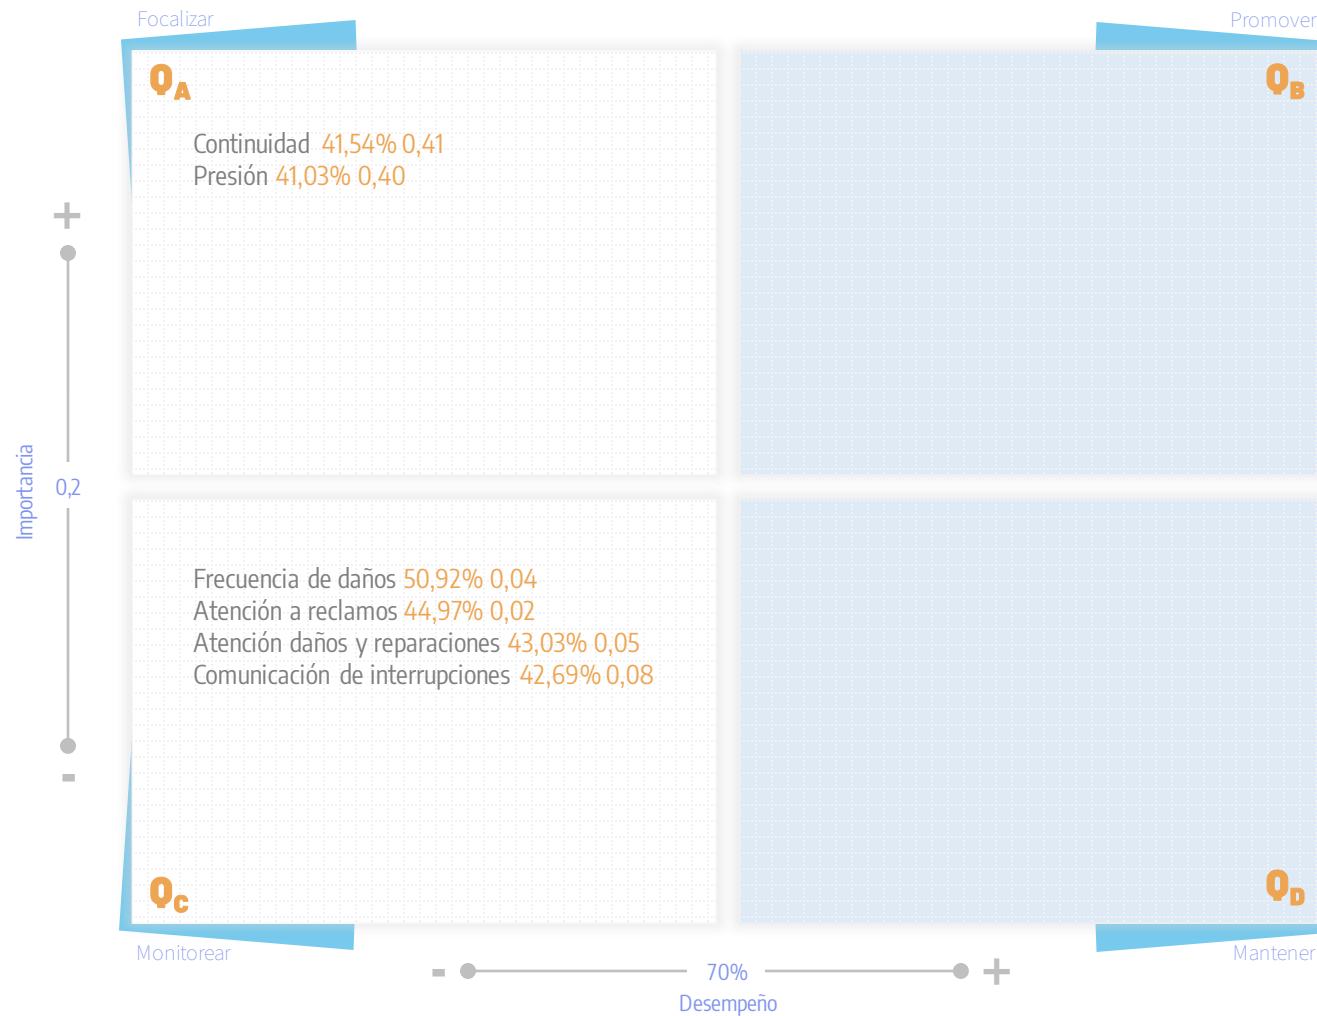 Focalizar
Promover
QA
QB
Continuidad 41,54% 0,41
Presión 41,03% 0,40
+
Importancia
0,2
-
Frecuencia de daños 50,92% 0,04
Atención a reclamos 44,97% 0,02
Atención daños y reparaciones 43,03% 0,05
Comunicación de interrupciones 42,69% 0,08
QC
QD
Monitorear
Mantener
- 70% +
Desempeño